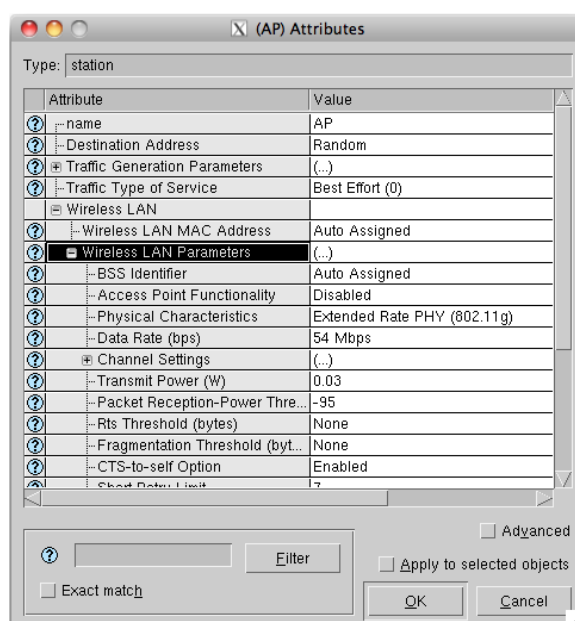 X (AP) Attributes
Type: station
Attribute Value
name AP
Destination Address Random
Traffic Generation Parameters (...)
Traffic Type of Service Best Effort (0)
Wireless LAN
Wireless LAN MAC Address Auto Assigned
Wireless LAN Parameters (...)
BSS Identifier Auto Assigned
Access Point Functionality Disabled
Physical Characteristics Extended Rate PHY (802.11g)
Data Rate (bps) 54 Mbps
Channel Settings (...)
Transmit Power (W) 0.03
Packet Reception-Power Thre... -95
Rts Threshold (bytes) None
Fragmentation Threshold (byt... None
CTS-to-self Option Enabled
Short Retry Limit 7
Advanced
Filter
Apply to selected objects
Exact match
OK Cancel